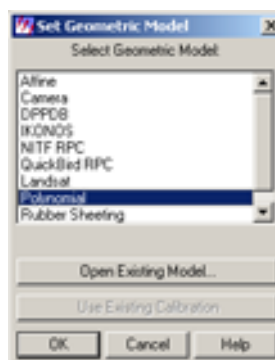 Set Geometric Model
Select Geometric Model:
Affine
Camera
DPPDB
IKONOS
NITF RPC
QuickBird RPC
Landsat
Polynomial
Rubber Sheeting
Open Existing Model...
Use Existing Calibration
OK Cancel Help